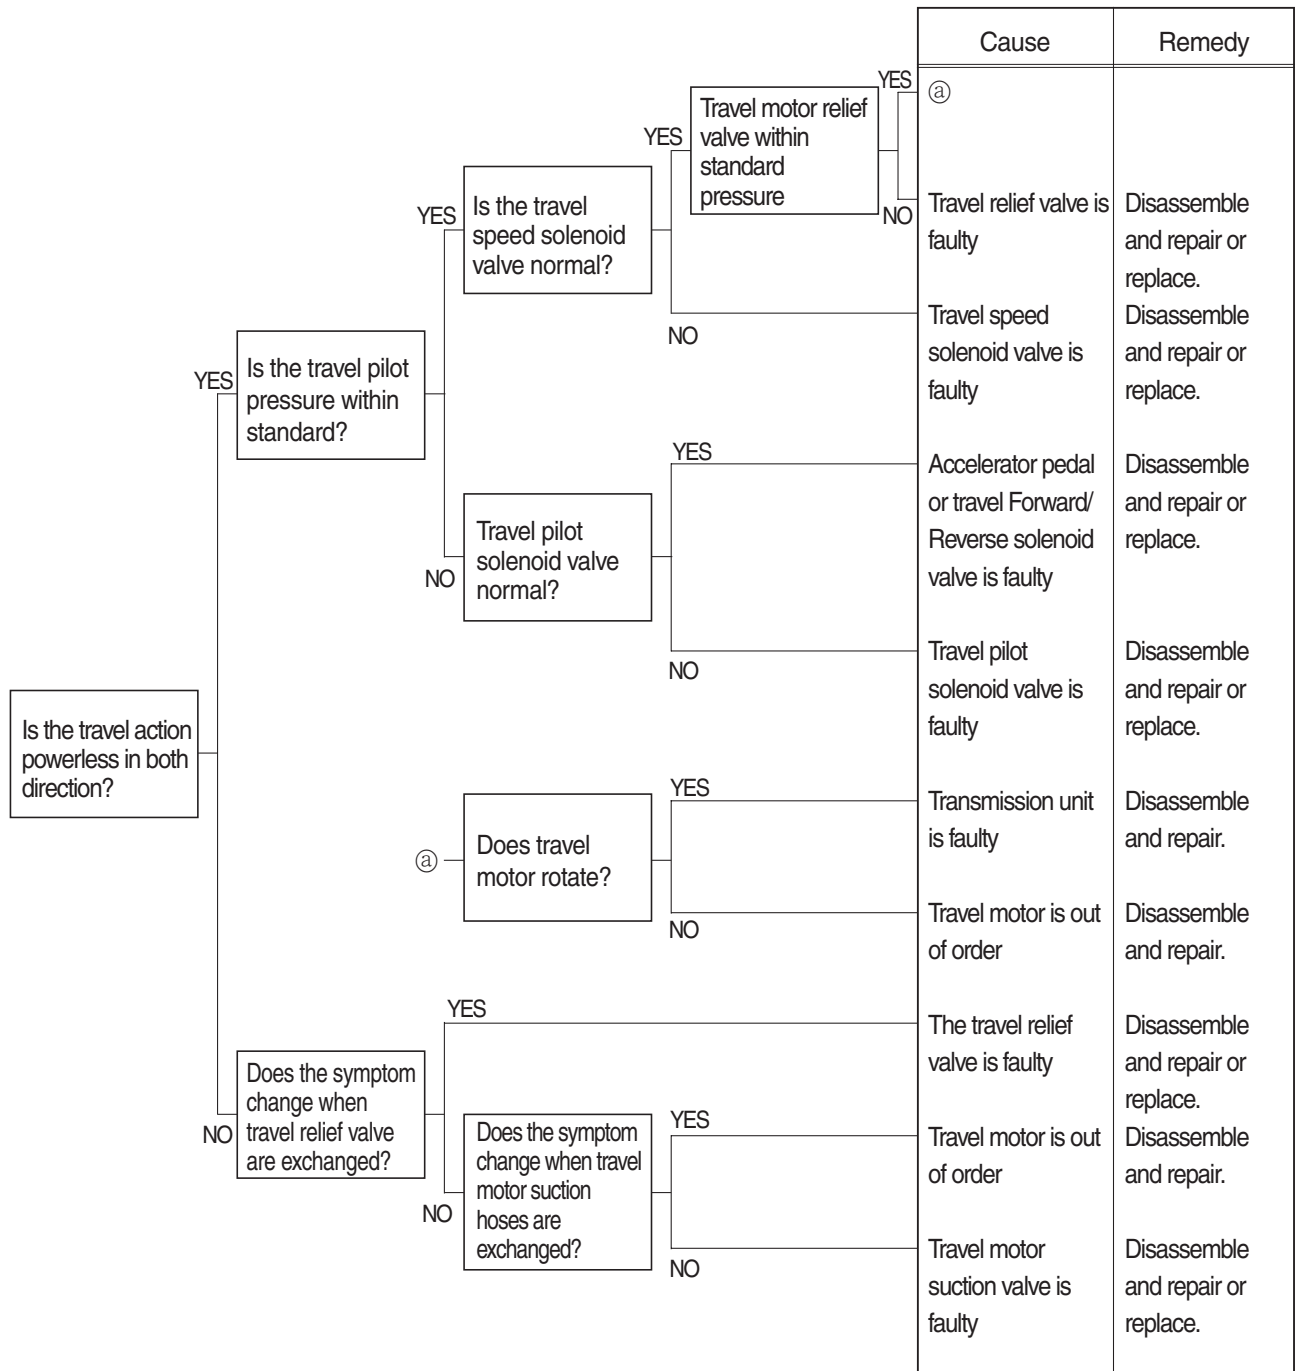 Cause
Remedy
YES
ⓐ
Travel motor relief
valve within
standard
pressure
YES
NO
Travel relief valve is
faulty
Disassemble
and repair or
replace.
Is the travel
speed solenoid
valve normal?
YES
NO
Travel speed
solenoid valve is
faulty
Disassemble
and repair or
replace.
Is the travel pilot
pressure within
standard?
YES
YES
Accelerator pedal
or travel Forward/
Reverse solenoid
valve is faulty
Disassemble
and repair or
replace.
Travel pilot
solenoid valve
normal?
NO
NO
Travel pilot
solenoid valve is
faulty
Disassemble
and repair or
replace.
Is the travel action
powerless in both
direction?
YES
Transmission unit
is faulty
Disassemble
and repair.
ⓐ
Does travel
motor rotate?
NO
Travel motor is out
of order
Disassemble
and repair.
YES
The travel relief
valve is faulty
Disassemble
and repair or
replace.
Does the symptom
change when
travel relief valve
are exchanged?
NO
YES
Travel motor is out
of order
Disassemble
and repair.
Does the symptom
change when travel
motor suction
hoses are
exchanged?
NO
NO
Travel motor
suction valve is
faulty
Disassemble
and repair or
replace.